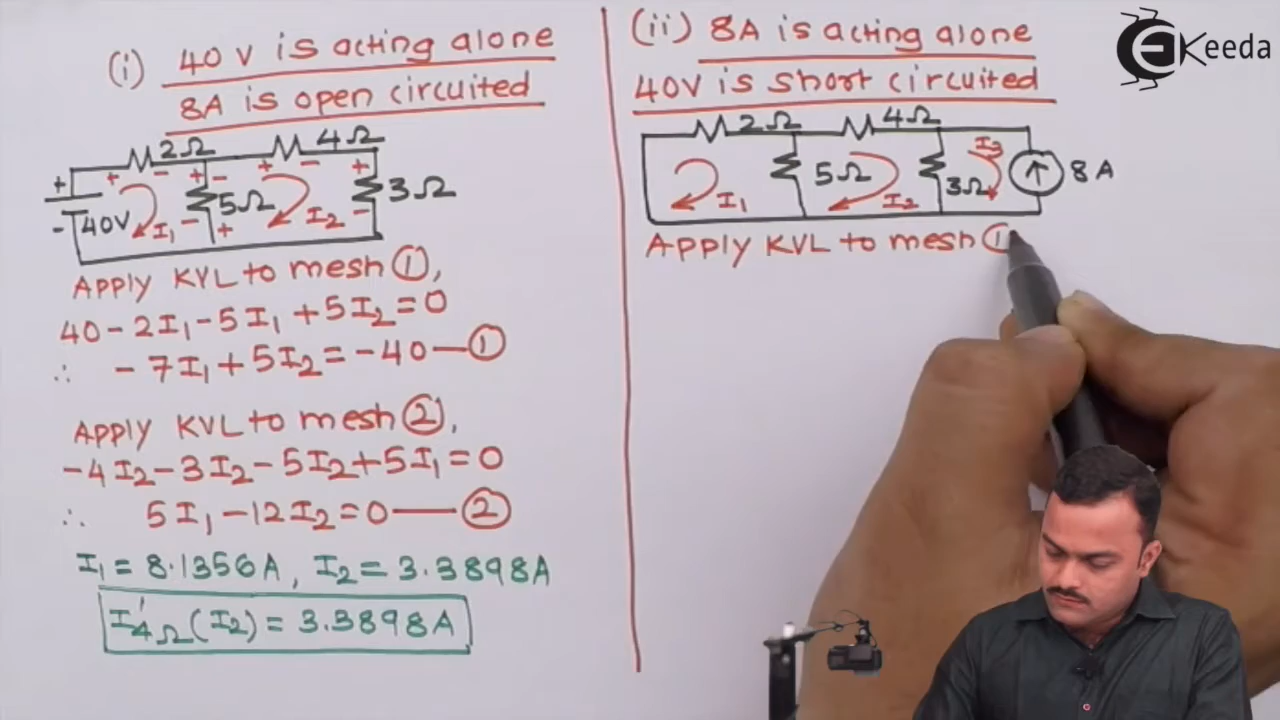 (i) 40 V is acting alone
8A is open circuited
2Ω 4Ω
+ - + - + - + -
+ 40V - 5Ω 3Ω
I₁ - + I₂ -
Apply KVL to mesh ①,
40 - 2I₁ - 5I₁ + 5I₂ = 0
∴ - 7I₁ + 5I₂ = -40 — ①
Apply KVL to mesh ②,
-4I₂ - 3I₂ - 5I₂ + 5I₁ = 0
∴ 5I₁ - 12I₂ = 0 — ②
I₁ = 8.1356A, I₂ = 3.3898A
I'₄Ω (I₂) = 3.3898A
(ii) 8A is acting alone
40V is short circuited
2Ω 4Ω
5Ω 3Ω I₃ 8A
I₁ I₂
Apply KVL to mesh ①
EKeeda